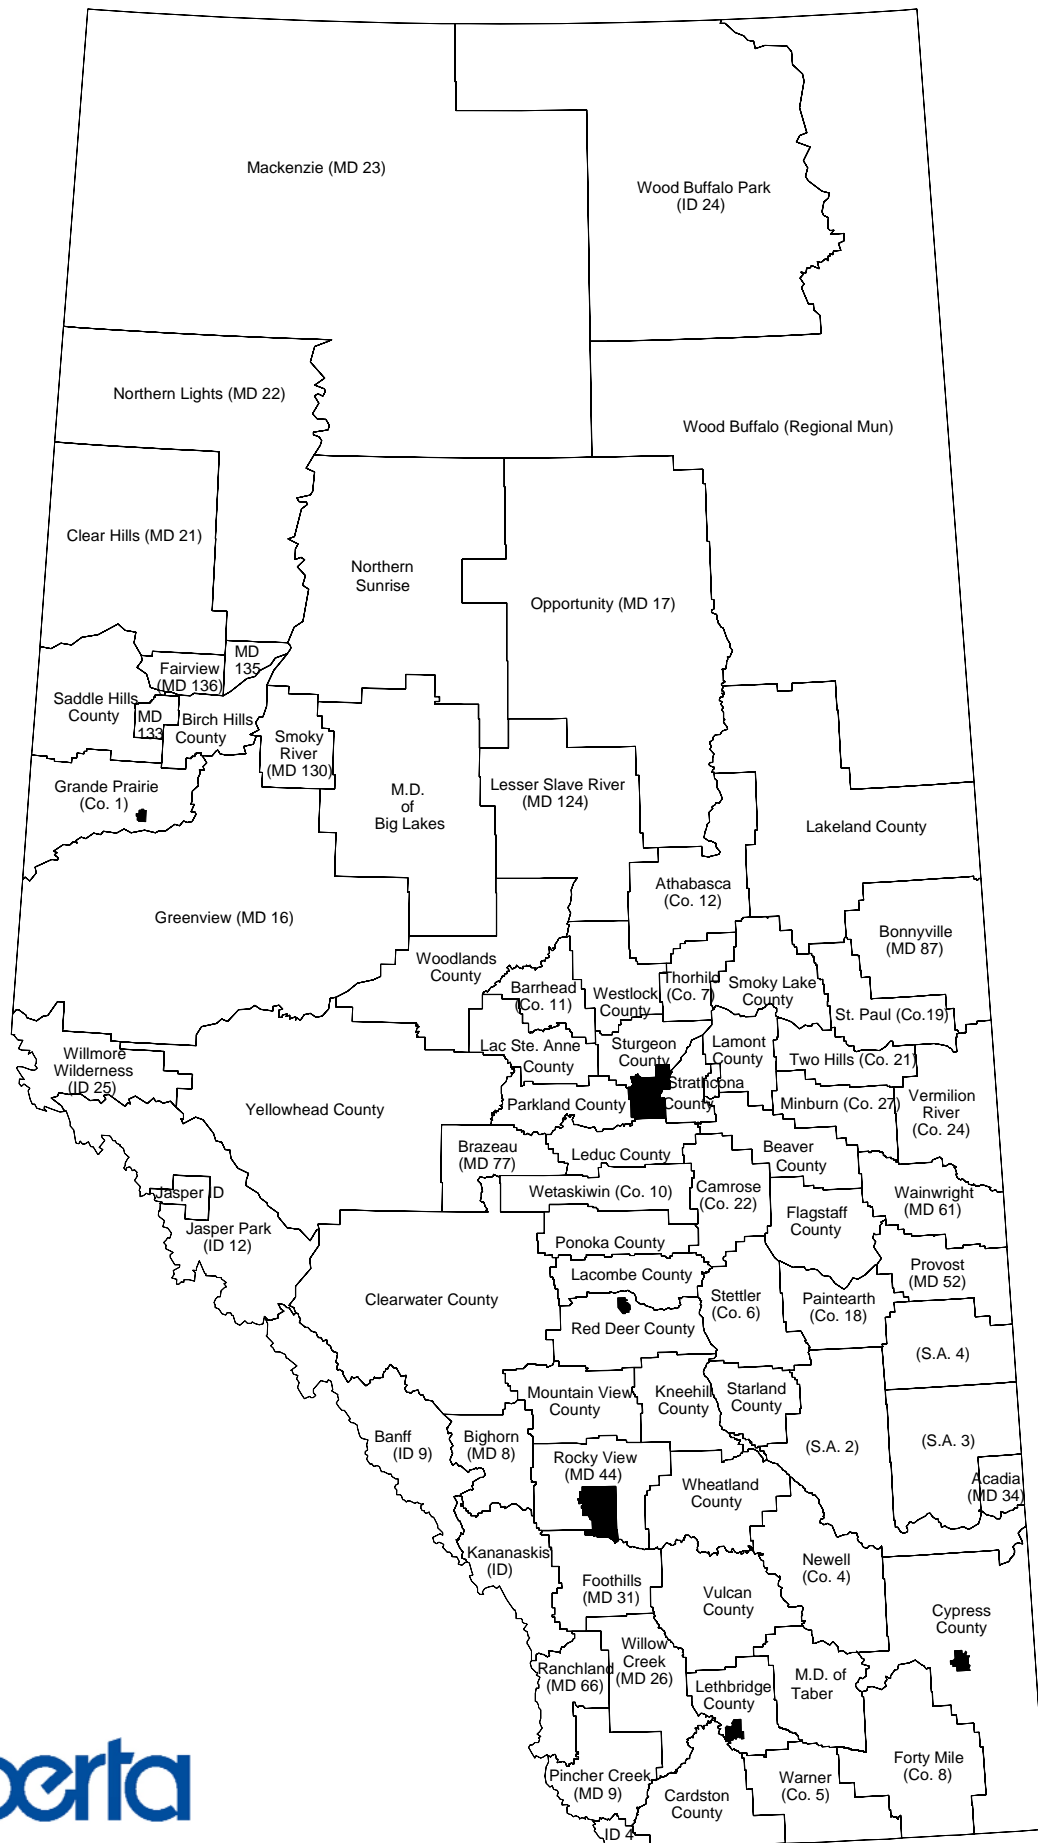 Mackenzie (MD 23)
Wood Buffalo Park
(ID 24)
Northern Lights (MD 22)
Wood Buffalo (Regional Mun)
Clear Hills (MD 21)
Northern
Sunrise
Opportunity (MD 17)
MD
135
Fairview
(MD 136)
Saddle Hills
County
MD
133
Birch Hills
County
Smoky
River
(MD 130)
Grande Prairie
(Co. 1)
M.D.
of
Big Lakes
Lesser Slave River
(MD 124)
Lakeland County
Athabasca
(Co. 12)
Greenview (MD 16)
Bonnyville
(MD 87)
Woodlands
County
Barrhead
(Co. 11)
Westlock
County
Thorhild
(Co. 7)
Smoky Lake
County
St. Paul (Co.19)
Willmore
Wilderness
(ID 25)
Lac Ste. Anne
County
Sturgeon
County
Lamont
County
Two Hills (Co. 21)
Yellowhead County
Parkland County
Strathcona
County
Minburn (Co. 27)
Vermilion
River
(Co. 24)
Brazeau
(MD 77)
Leduc County
Beaver
County
Jasper ID
Jasper Park
(ID 12)
Wetaskiwin (Co. 10)
Camrose
(Co. 22)
Flagstaff
County
Wainwright
(MD 61)
Ponoka County
Provost
(MD 52)
Clearwater County
Lacombe County
Stettler
(Co. 6)
Paintearth
(Co. 18)
Red Deer County
(S.A. 4)
Mountain View
County
Kneehill
County
Starland
County
Banff
(ID 9)
Bighorn
(MD 8)
(S.A. 2)
(S.A. 3)
Rocky View
(MD 44)
Wheatland
County
Acadia
(MD 34)
Kananaskis
(ID)
Foothills
(MD 31)
Vulcan
County
Newell
(Co. 4)
Cypress
County
Ranchland
(MD 66)
Willow
Creek
(MD 26)
Lethbridge
County
M.D. of
Taber
Pincher Creek
(MD 9)
Cardston
County
Warner
(Co. 5)
Forty Mile
(Co. 8)
ID 4
berta